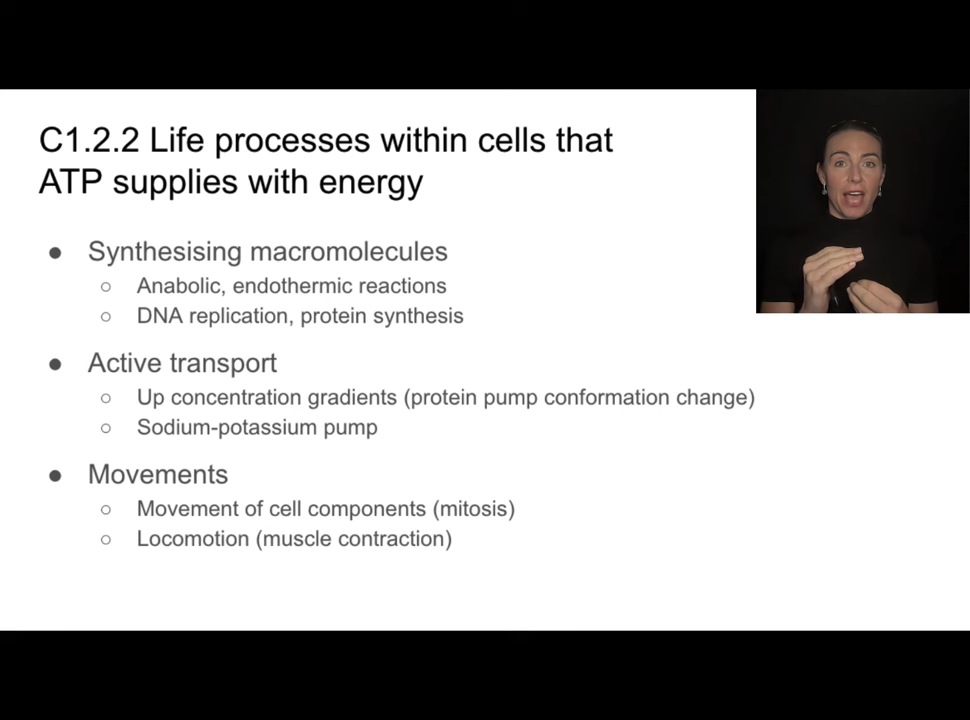 C1.2.2 Life processes within cells that
ATP supplies with energy
● Synthesising macromolecules
○ Anabolic, endothermic reactions
○ DNA replication, protein synthesis
● Active transport
○ Up concentration gradients (protein pump conformation change)
○ Sodium-potassium pump
● Movements
○ Movement of cell components (mitosis)
○ Locomotion (muscle contraction)